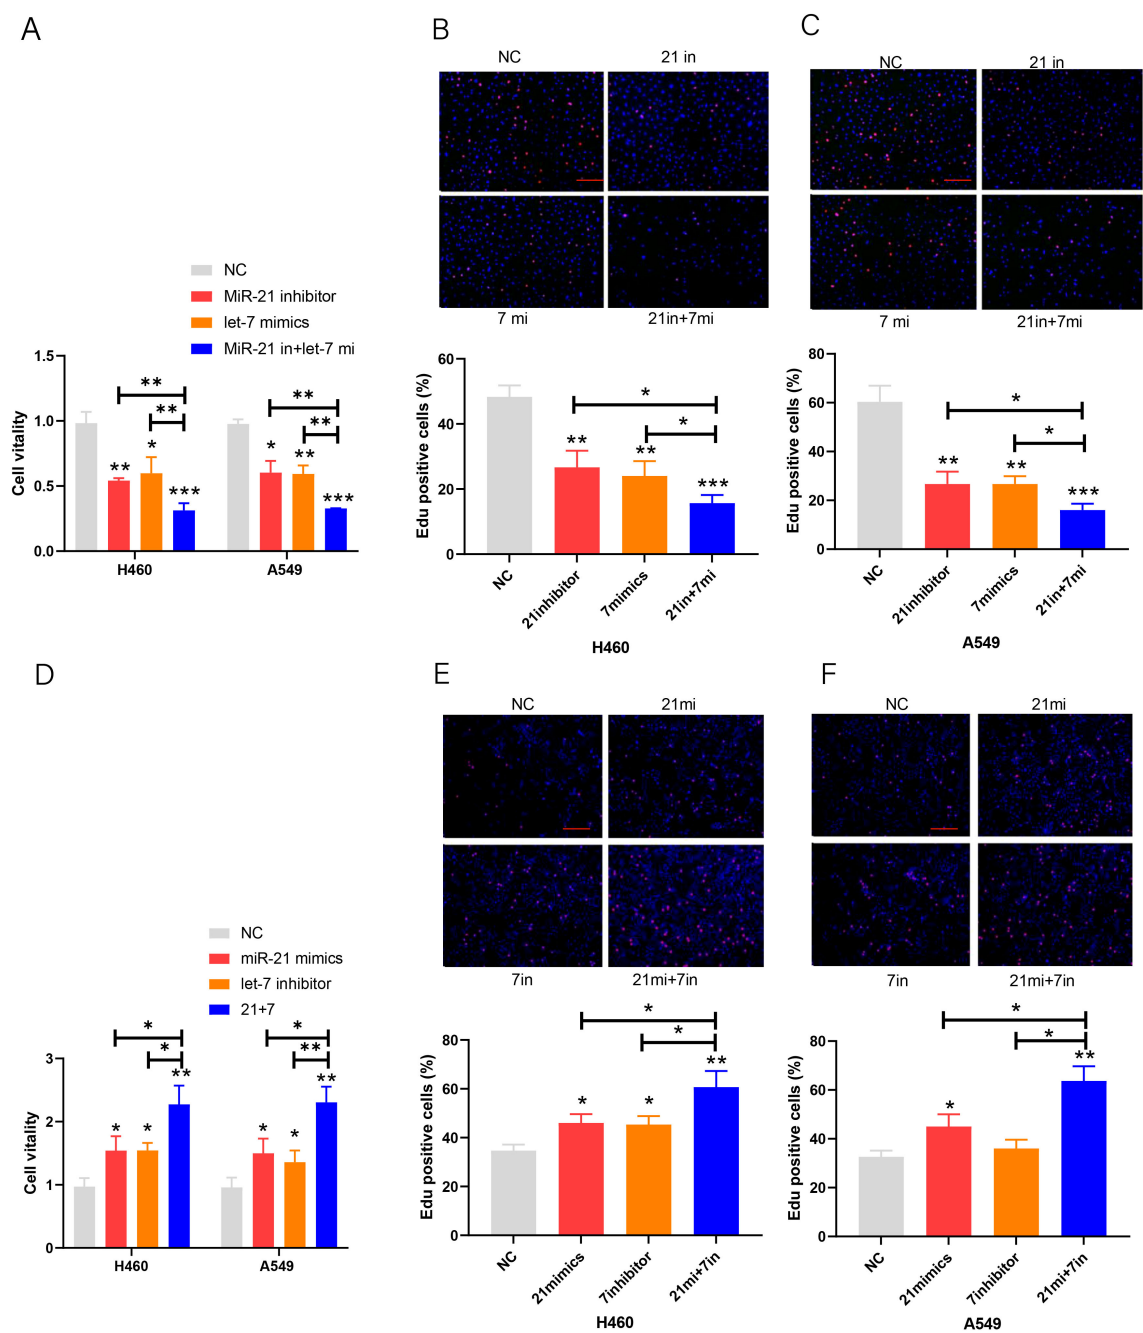 A
NC
MiR-21 inhibitor
let-7 mimics
MiR-21 in+let-7 mi
1.5
1.0
0.5
0.0
Cell vitality
**
**
**
*
***
**
**
*
**
***
H460
A549
B
NC
21 in
7 mi
21in+7mi
60
40
20
0
Edu positive cells (%)
*
*
**
**
***
NC
21inhibitor
7mimics
21in+7mi
H460
C
NC
21 in
7 mi
21in+7mi
80
60
40
20
0
Edu positive cells (%)
*
*
**
**
***
NC
21inhibitor
7mimics
21in+7mi
A549
D
NC
miR-21 mimics
let-7 inhibitor
21+7
3
2
1
0
Cell vitality
*
*
*
*
**
*
**
*
*
**
H460
A549
E
NC
21mi
7in
21mi+7in
80
60
40
20
0
Edu positive cells (%)
*
*
*
*
**
NC
21mimics
7inhibitor
21mi+7in
H460
F
NC
21mi
7in
21mi+7in
80
60
40
20
0
Edu positive cells (%)
*
*
*
**
NC
21mimics
7inhibitor
21mi+7in
A549